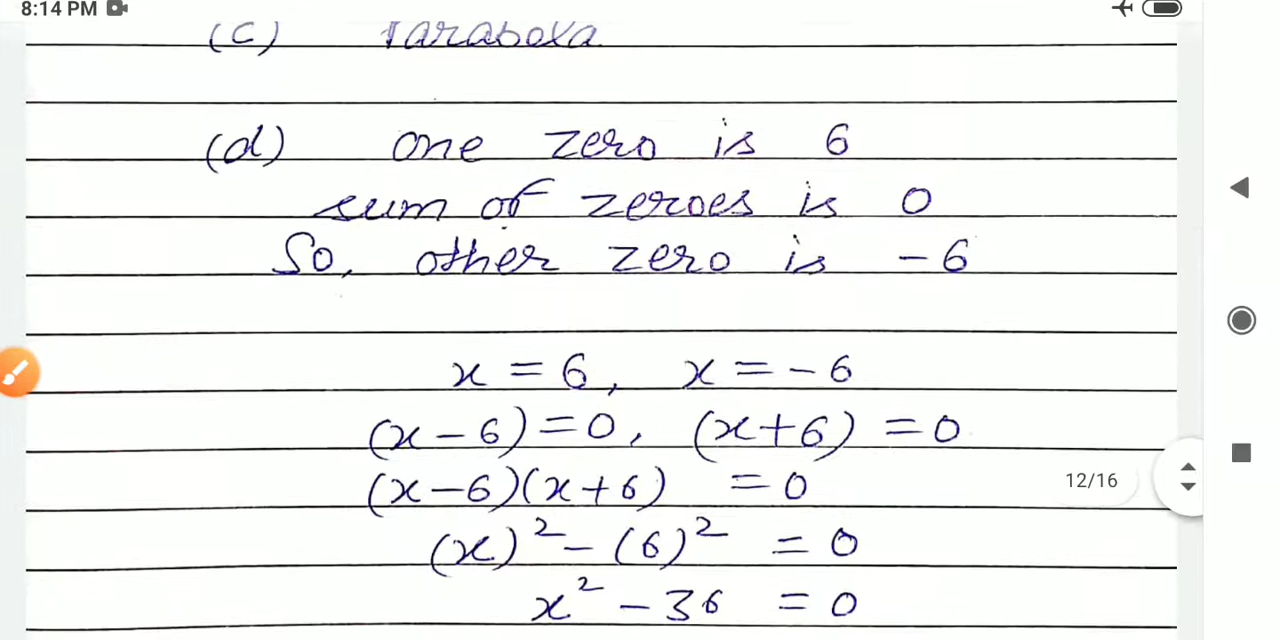 8:14 PM
(c) Parabola
(d) one zero is 6
sum of zeroes is 0
So, other zero is -6
x = 6, x = -6
(x-6)=0, (x+6) = 0
(x-6)(x+6) = 0
12/16
(x)² - (6)² = 0
x² - 36 = 0